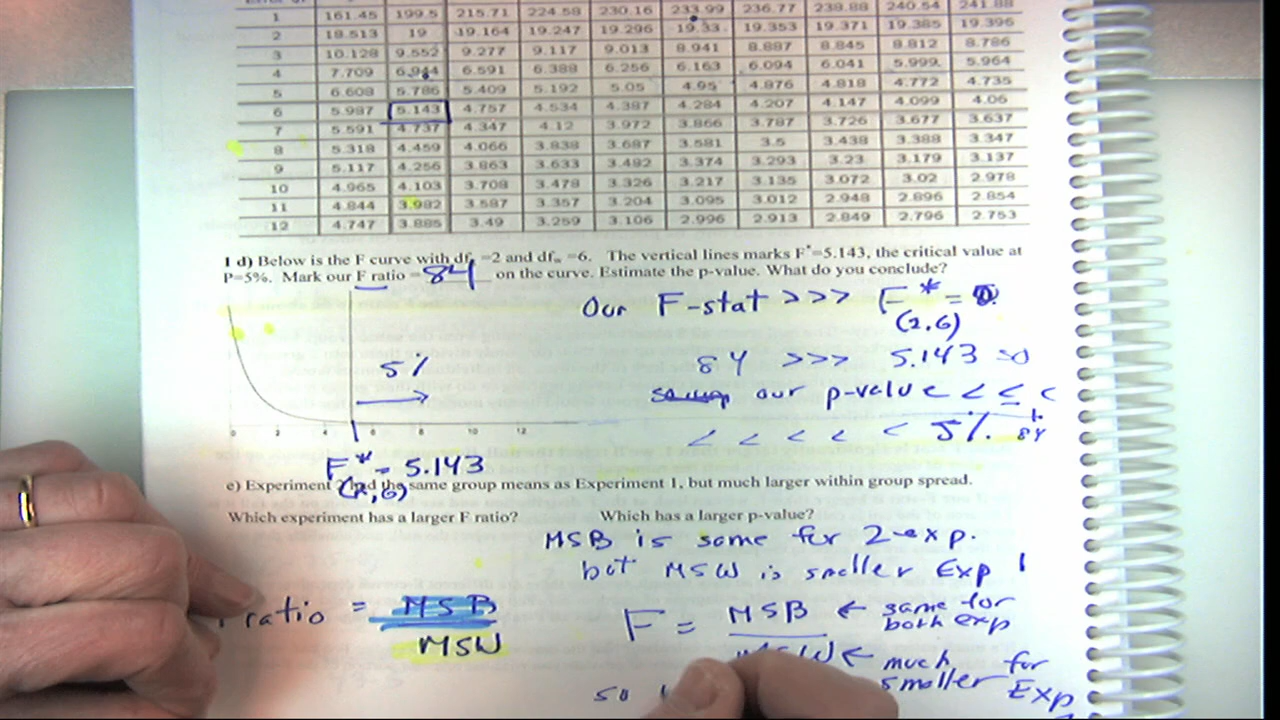 1 161.45 199.5 215.71 224.58 230.16 233.99 236.77 238.88 240.54 241.88
2 18.513 19 19.164 19.247 19.296 19.33 19.353 19.371 19.385 19.396
3 10.128 9.552 9.277 9.117 9.013 8.941 8.887 8.845 8.812 8.786
4 7.709 6.944 6.591 6.388 6.256 6.163 6.094 6.041 5.999 5.964
5 6.608 5.786 5.409 5.192 5.05 4.95 4.876 4.818 4.772 4.735
6 5.987 5.143 4.757 4.534 4.387 4.284 4.207 4.147 4.099 4.06
7 5.591 4.737 4.347 4.12 3.972 3.866 3.787 3.726 3.677 3.637
8 5.318 4.459 4.066 3.838 3.687 3.581 3.5 3.438 3.388 3.347
9 5.117 4.256 3.863 3.633 3.482 3.374 3.293 3.23 3.179 3.137
10 4.965 4.103 3.708 3.478 3.326 3.217 3.135 3.072 3.02 2.978
11 4.844 3.982 3.587 3.357 3.204 3.095 3.012 2.948 2.896 2.854
12 4.747 3.885 3.49 3.259 3.106 2.996 2.913 2.849 2.796 2.753
1 d) Below is the F curve with df =2 and df =6. The vertical lines marks F*=5.143, the critical value at
P=5%. Mark our F ratio = 84 on the curve. Estimate the p-value. What do you conclude?
Our F-stat >>> F* =
(2,6)
84 >>> 5.143 so
our p-value < < <
< < < < < 5%. 84
5%
0 2 4 6 8 10 12
F* = 5.143
(2,6)
e) Experiment 2 had the same group means as Experiment 1, but much larger within group spread.
Which experiment has a larger F ratio? Which has a larger p-value?
MSB is same for 2 exp.
but MSW is smaller Exp 1
ratio = MSB
MSW
F = MSB ← same for both exp
MSW ← much smaller for Exp
so